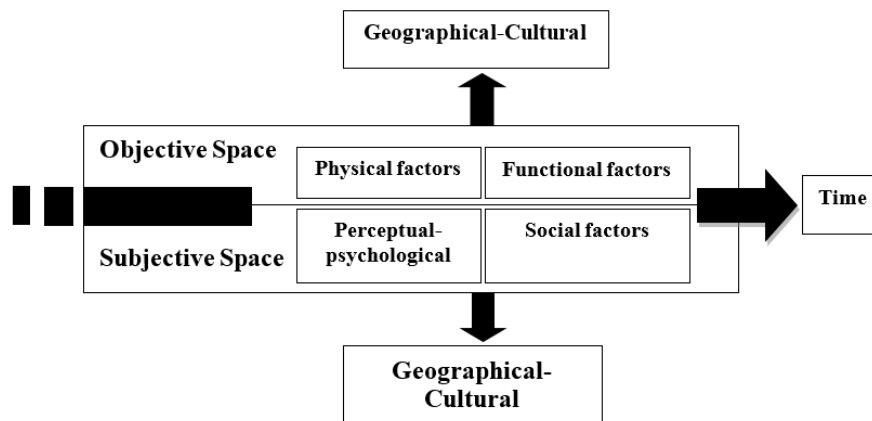 Geographical-Cultural
Objective Space
Physical factors
Functional factors
Time
Subjective Space
Perceptual-
psychological
Social factors
Geographical-
Cultural